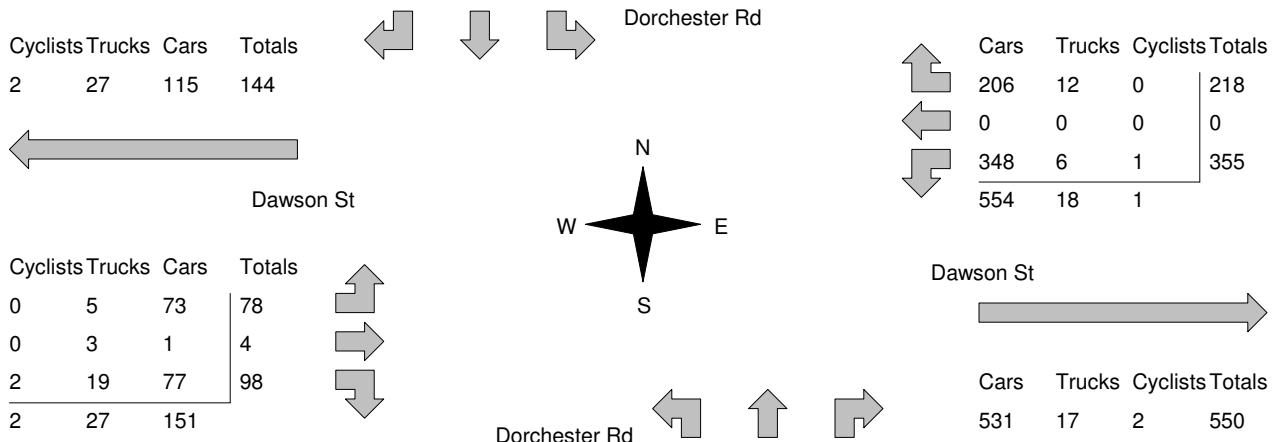 Dorchester Rd
Cyclists Trucks Cars Totals
2 27 115 144
Cars Trucks Cyclists Totals
206 12 0 218
0 0 0 0
348 6 1 355
554 18 1
Dawson St
N
W E
S
Cyclists Trucks Cars Totals
0 5 73 78
0 3 1 4
2 19 77 98
2 27 151
Dawson St
Cars Trucks Cyclists Totals
531 17 2 550
Dorchester Rd